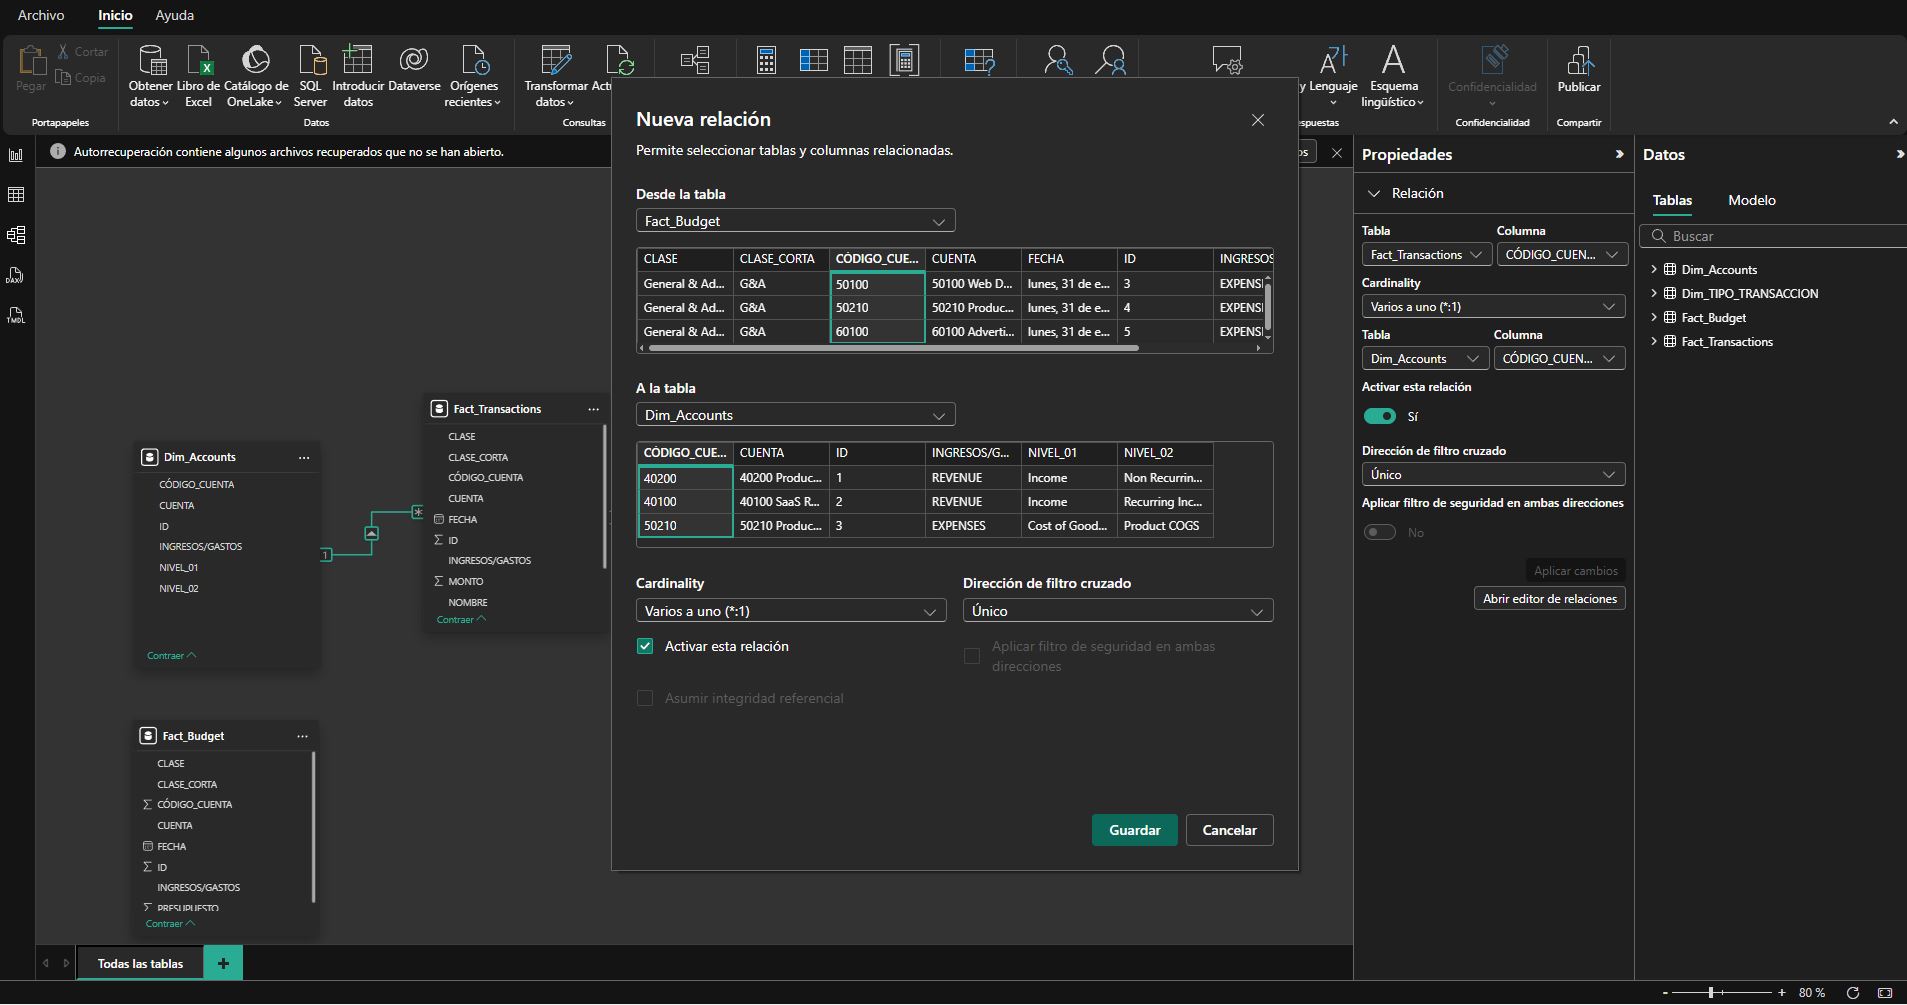 Archivo Inicio Ayuda
Pegar
Cortar
Copia
Portapapeles
Obtener datos
Libro de Excel
Catálogo de OneLake
SQL Server
Introducir datos
Dataverse
Orígenes recientes
Datos
Transformar datos
Consultas
y Lenguaje
Esquema lingüístico
Confidencialidad
Confidencialidad
Publicar
Compartir
Autorrecuperación contiene algunos archivos recuperados que no se han abierto.
Dim_Accounts
CÓDIGO_CUENTA
CUENTA
ID
INGRESOS/GASTOS
NIVEL_01
NIVEL_02
Contraer
1
*
Fact_Transactions
CLASE
CLASE_CORTA
CÓDIGO_CUENTA
CUENTA
FECHA
ID
INGRESOS/GASTOS
MONTO
NOMBRE
Contraer
Fact_Budget
CLASE
CLASE_CORTA
CÓDIGO_CUENTA
CUENTA
FECHA
ID
INGRESOS/GASTOS
PRESUPUESTO
Contraer
Nueva relación
Permite seleccionar tablas y columnas relacionadas.
Desde la tabla
Fact_Budget
CLASE CLASE_CORTA CÓDIGO_CUE... CUENTA FECHA ID INGRESOS
General & Ad... G&A 50100 50100 Web D... lunes, 31 de e... 3 EXPENS
General & Ad... G&A 50210 50210 Produc... lunes, 31 de e... 4 EXPENS
General & Ad... G&A 60100 60100 Adverti... lunes, 31 de e... 5 EXPENS
A la tabla
Dim_Accounts
CÓDIGO_CUE... CUENTA ID INGRESOS/G... NIVEL_01 NIVEL_02
40200 40200 Produc... 1 REVENUE Income Non Recurrin...
40100 40100 SaaS R... 2 REVENUE Income Recurring Inc...
50210 50210 Produc... 3 EXPENSES Cost of Good... Product COGS
Cardinality Dirección de filtro cruzado
Varios a uno (*:1) Único
Activar esta relación
Aplicar filtro de seguridad en ambas direcciones
Asumir integridad referencial
Guardar Cancelar
Propiedades
Relación
Tabla Columna
Fact_Transactions CÓDIGO_CUEN...
Cardinality
Varios a uno (*:1)
Tabla Columna
Dim_Accounts CÓDIGO_CUEN...
Activar esta relación
Sí
Dirección de filtro cruzado
Único
Aplicar filtro de seguridad en ambas direcciones
No
Aplicar cambios
Abrir editor de relaciones
Datos
Tablas Modelo
Buscar
Dim_Accounts
Dim_TIPO_TRANSACCION
Fact_Budget
Fact_Transactions
Todas las tablas +
- + 80 %